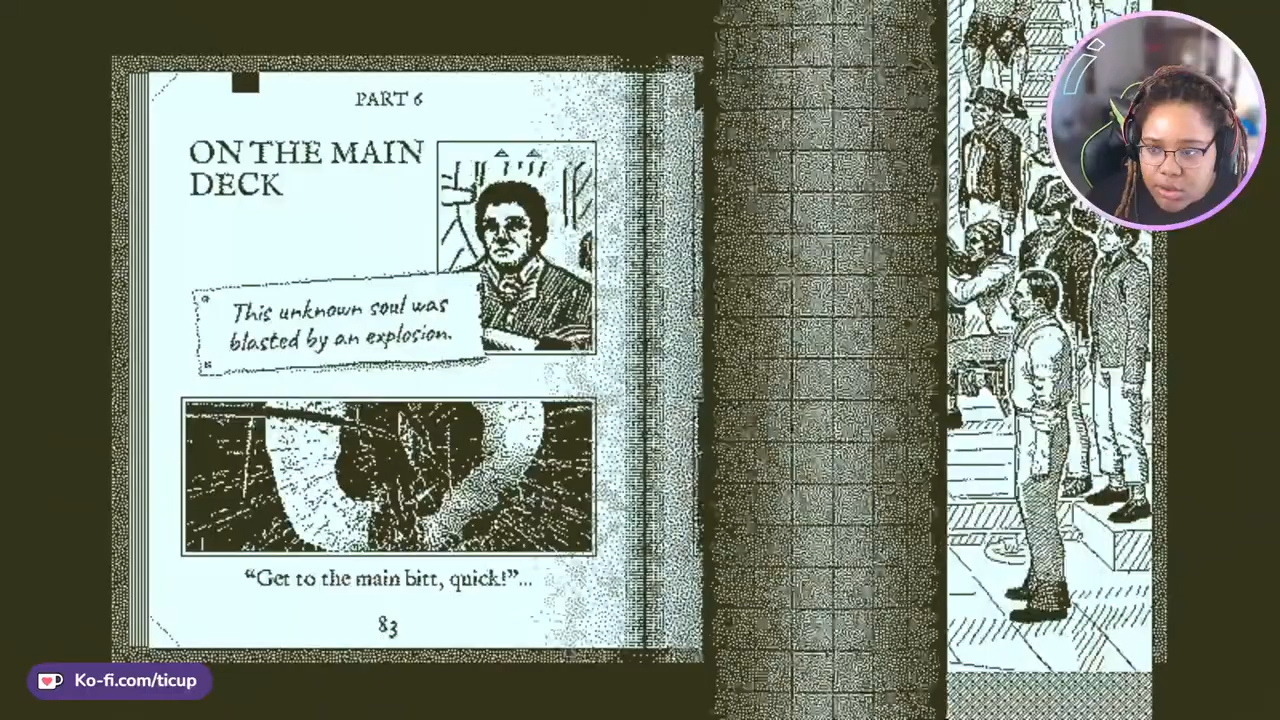 PART 6
ON THE MAIN
DECK
This unknown soul was
blasted by an explosion.
“Get to the main bitt, quick!”...
83
Ko-fi.com/ticup